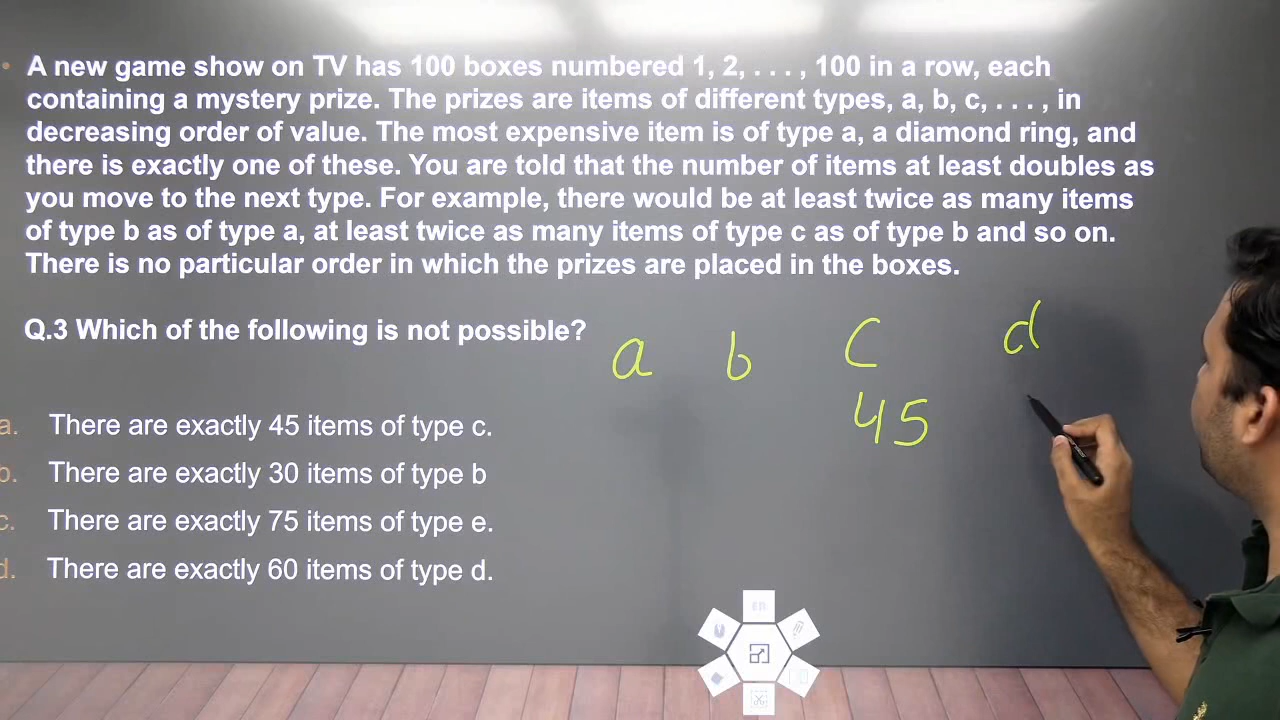 • A new game show on TV has 100 boxes numbered 1, 2, . . . , 100 in a row, each
containing a mystery prize. The prizes are items of different types, a, b, c, . . . , in
decreasing order of value. The most expensive item is of type a, a diamond ring, and
there is exactly one of these. You are told that the number of items at least doubles as
you move to the next type. For example, there would be at least twice as many items
of type b as of type a, at least twice as many items of type c as of type b and so on.
There is no particular order in which the prizes are placed in the boxes.
Q.3 Which of the following is not possible?
a b c d
45
a. There are exactly 45 items of type c.
b. There are exactly 30 items of type b
c. There are exactly 75 items of type e.
d. There are exactly 60 items of type d.